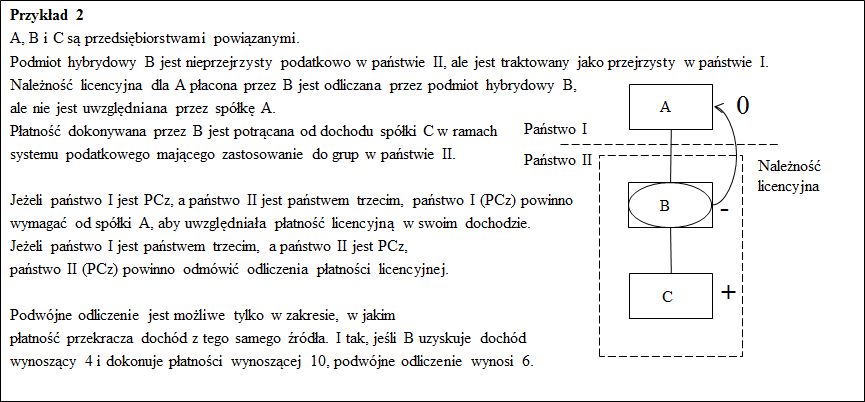 Przykład 2
A, B i C są przedsiębiorstwami powiązanymi.
Podmiot hybrydowy B jest nieprzejrzysty podatkowo w państwie II, ale jest traktowany jako przejrzysty w państwie I.
Należność licencyjna dla A płacona przez B jest odliczana przez podmiot hybrydowy B,
ale nie jest uwzględniana przez spółkę A.
Płatność dokonywana przez B jest potrącana od dochodu spółki C w ramach
systemu podatkowego mającego zastosowanie do grup w państwie II.
Jeżeli państwo I jest PCz, a państwo II jest państwem trzecim, państwo I (PCz) powinno
wymagać od spółki A, aby uwzględniała płatność licencyjną w swoim dochodzie.
Jeżeli państwo I jest państwem trzecim, a państwo II jest PCz,
państwo II (PCz) powinno odmówić odliczenia płatności licencyjnej.
Podwójne odliczenie jest możliwe tylko w zakresie, w jakim
płatność przekracza dochód z tego samego źródła. I tak, jeśli B uzyskuje dochód
wynoszący 4 i dokonuje płatności wynoszącej 10, podwójne odliczenie wynosi 6.
A
0
Państwo I
Państwo II
Należność
licencyjna
B
-
C
+